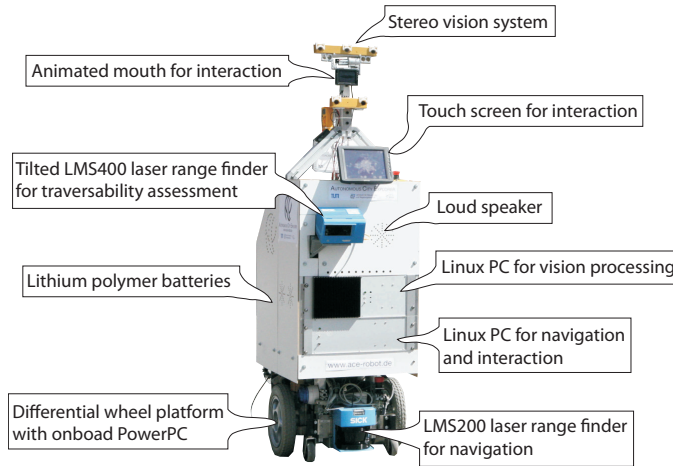 Stereo vision system
Animated mouth for interaction
Touch screen for interaction
Tilted LMS400 laser range finder
for traversability assessment
AUTONOMOUS CITY
Loud speaker
Lithium polymer batteries
Linux PC for vision processing
Linux PC for navigation
and interaction
www.ace-robot.de
Differential wheel platform
with onboad PowerPC
SICK
LMS200 laser range finder
for navigation